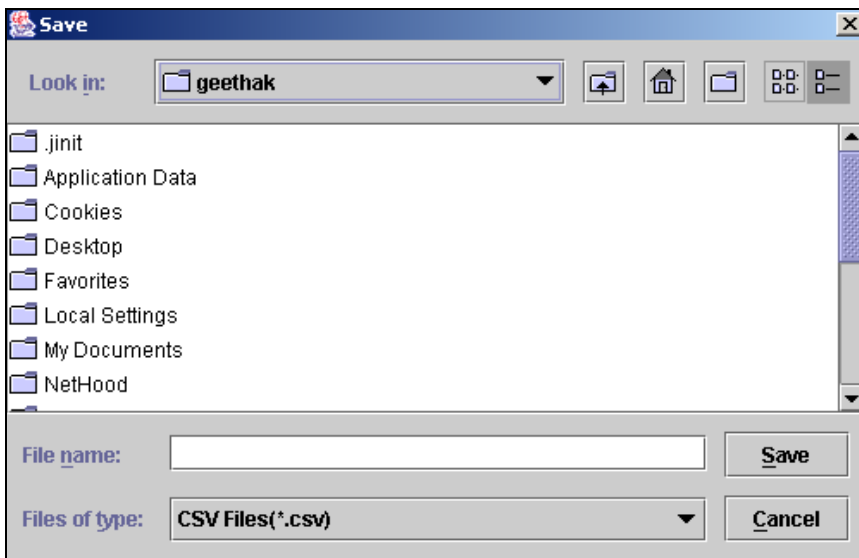 Save
Look in:
geethak
.jinit
Application Data
Cookies
Desktop
Favorites
Local Settings
My Documents
NetHood
File name:
Save
Files of type:
CSV Files(*.csv)
Cancel